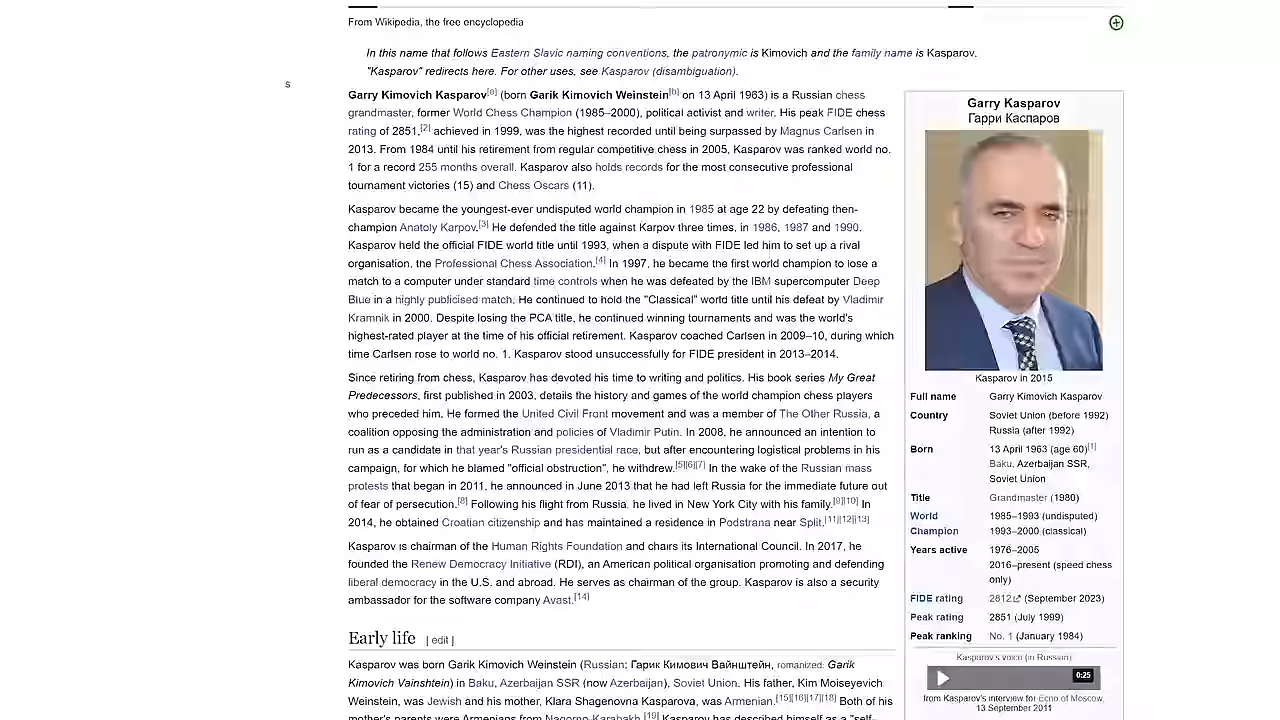 From Wikipedia, the free encyclopedia
In this name that follows Eastern Slavic naming conventions, the patronymic is Kimovich and the family name is Kasparov.
"Kasparov" redirects here. For other uses, see Kasparov (disambiguation).
s
Garry Kimovich Kasparov[a] (born Garik Kimovich Weinstein[b] on 13 April 1963) is a Russian chess
grandmaster, former World Chess Champion (1985–2000), political activist and writer. His peak FIDE chess
rating of 2851,[2] achieved in 1999, was the highest recorded until being surpassed by Magnus Carlsen in
2013. From 1984 until his retirement from regular competitive chess in 2005, Kasparov was ranked world no.
1 for a record 255 months overall. Kasparov also holds records for the most consecutive professional
tournament victories (15) and Chess Oscars (11).
Kasparov became the youngest-ever undisputed world champion in 1985 at age 22 by defeating then-
champion Anatoly Karpov.[3] He defended the title against Karpov three times, in 1986, 1987 and 1990.
Kasparov held the official FIDE world title until 1993, when a dispute with FIDE led him to set up a rival
organisation, the Professional Chess Association.[4] In 1997, he became the first world champion to lose a
match to a computer under standard time controls when he was defeated by the IBM supercomputer Deep
Blue in a highly publicised match. He continued to hold the "Classical" world title until his defeat by Vladimir
Kramnik in 2000. Despite losing the PCA title, he continued winning tournaments and was the world's
highest-rated player at the time of his official retirement. Kasparov coached Carlsen in 2009–10, during which
time Carlsen rose to world no. 1. Kasparov stood unsuccessfully for FIDE president in 2013–2014.
Since retiring from chess, Kasparov has devoted his time to writing and politics. His book series My Great
Predecessors, first published in 2003, details the history and games of the world champion chess players
who preceded him. He formed the United Civil Front movement and was a member of The Other Russia, a
coalition opposing the administration and policies of Vladimir Putin. In 2008, he announced an intention to
run as a candidate in that year's Russian presidential race, but after encountering logistical problems in his
campaign, for which he blamed "official obstruction", he withdrew.[5][6][7] In the wake of the Russian mass
protests that began in 2011, he announced in June 2013 that he had left Russia for the immediate future out
of fear of persecution.[8] Following his flight from Russia, he lived in New York City with his family.[9][10] In
2014, he obtained Croatian citizenship and has maintained a residence in Podstrana near Split.[11][12][13]
Kasparov is chairman of the Human Rights Foundation and chairs its International Council. In 2017, he
founded the Renew Democracy Initiative (RDI), an American political organisation promoting and defending
liberal democracy in the U.S. and abroad. He serves as chairman of the group. Kasparov is also a security
ambassador for the software company Avast.[14]
Early life [ edit ]
Kasparov was born Garik Kimovich Weinstein (Russian: Гарик Кимович Вайнштейн, romanized: Garik
Kimovich Vainshtein) in Baku, Azerbaijan SSR (now Azerbaijan), Soviet Union. His father, Kim Moiseyevich
Weinstein, was Jewish and his mother, Klara Shagenovna Kasparova, was Armenian.[15][16][17][18] Both of his
mother's parents were Armenians from Nagorno-Karabakh.[19] Kasparov has described himself as a "self-
Garry Kasparov
Гарри Каспаров
Kasparov in 2015
Full name Garry Kimovich Kasparov
Country Soviet Union (before 1992)
Russia (after 1992)
Born 13 April 1963 (age 60)[1]
Baku, Azerbaijan SSR,
Soviet Union
Title Grandmaster (1980)
World 1985–1993 (undisputed)
Champion 1993–2000 (classical)
Years active 1976–2005
2016–present (speed chess
only)
FIDE rating 2812 (September 2023)
Peak rating 2851 (July 1999)
Peak ranking No. 1 (January 1984)
Kasparov's voice (in Russian)
0:25
from Kasparov's interview for Echo of Moscow,
13 September 2011